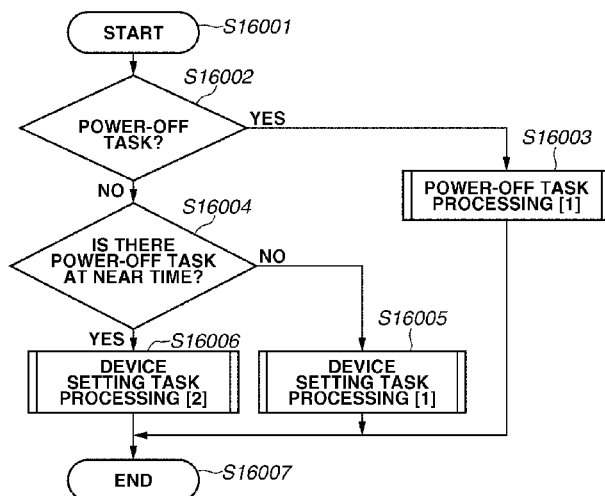 START
S16001
S16002
POWER-OFF
TASK?
YES
S16003
POWER-OFF TASK
PROCESSING [1]
NO
S16004
IS THERE
POWER-OFF TASK
AT NEAR TIME?
NO
YES
S16006
DEVICE
SETTING TASK
PROCESSING [2]
S16005
DEVICE
SETTING TASK
PROCESSING [1]
END
S16007